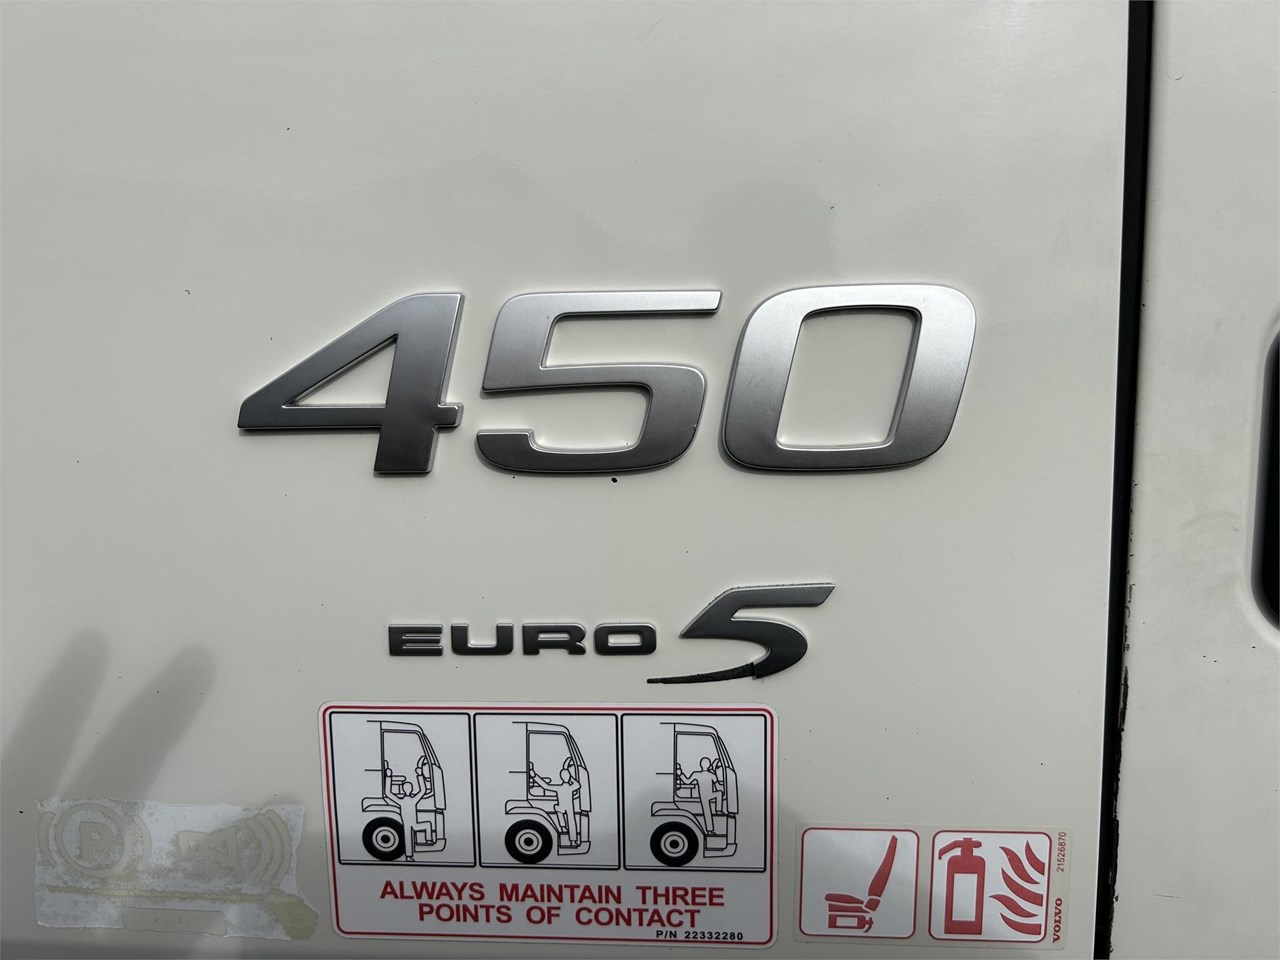 450
EURO 5
ALWAYS MAINTAIN THREE
POINTS OF CONTACT
P/N 22332280
21526870
VOLVO
P